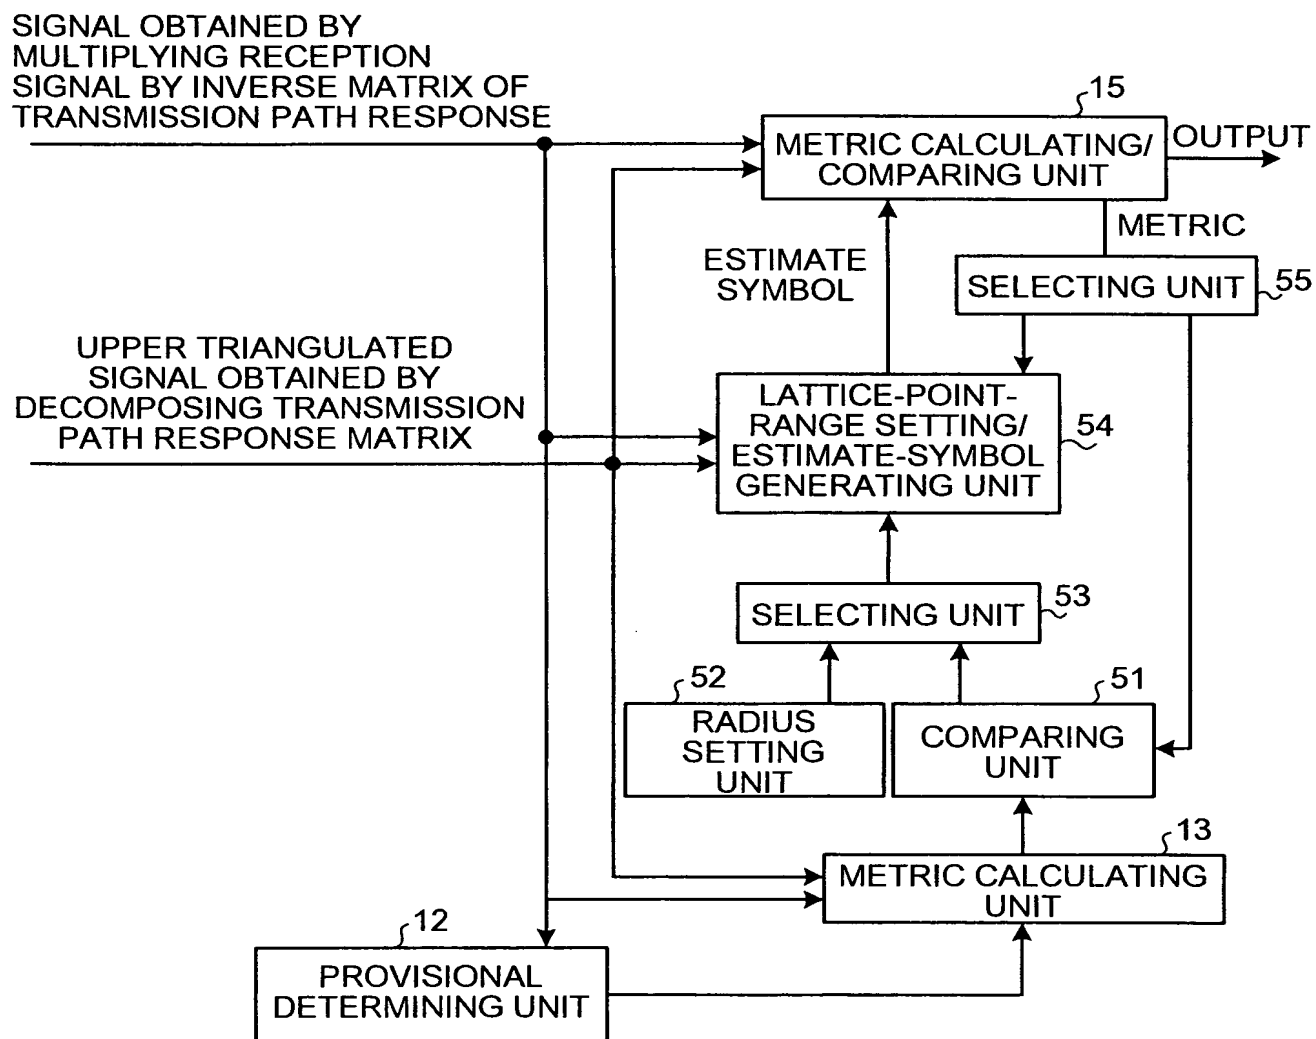 SIGNAL OBTAINED BY
MULTIPLYING RECEPTION
SIGNAL BY INVERSE MATRIX OF
TRANSMISSION PATH RESPONSE
15
METRIC CALCULATING/
COMPARING UNIT
OUTPUT
METRIC
ESTIMATE
SYMBOL
SELECTING UNIT
55
UPPER TRIANGULATED
SIGNAL OBTAINED BY
DECOMPOSING TRANSMISSION
PATH RESPONSE MATRIX
LATTICE-POINT-
RANGE SETTING/
ESTIMATE-SYMBOL
GENERATING UNIT
54
SELECTING UNIT
53
52
RADIUS
SETTING
UNIT
51
COMPARING
UNIT
13
METRIC CALCULATING
UNIT
12
PROVISIONAL
DETERMINING UNIT